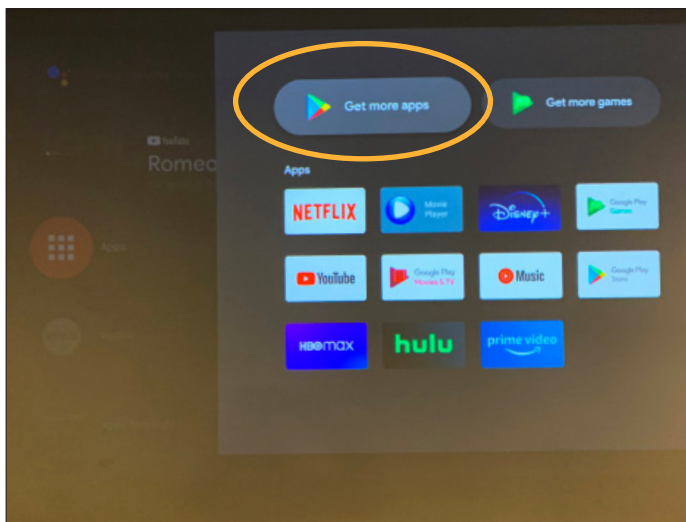 Get more apps
Get more games
YouTube
Romeo
Apps
Apps
NETFLIX
Movie
Player
Disney+
Google Play
Games
YouTube
Google Play
Movies & TV
Music
Google Play
Store
HBOmax
hulu
prime video